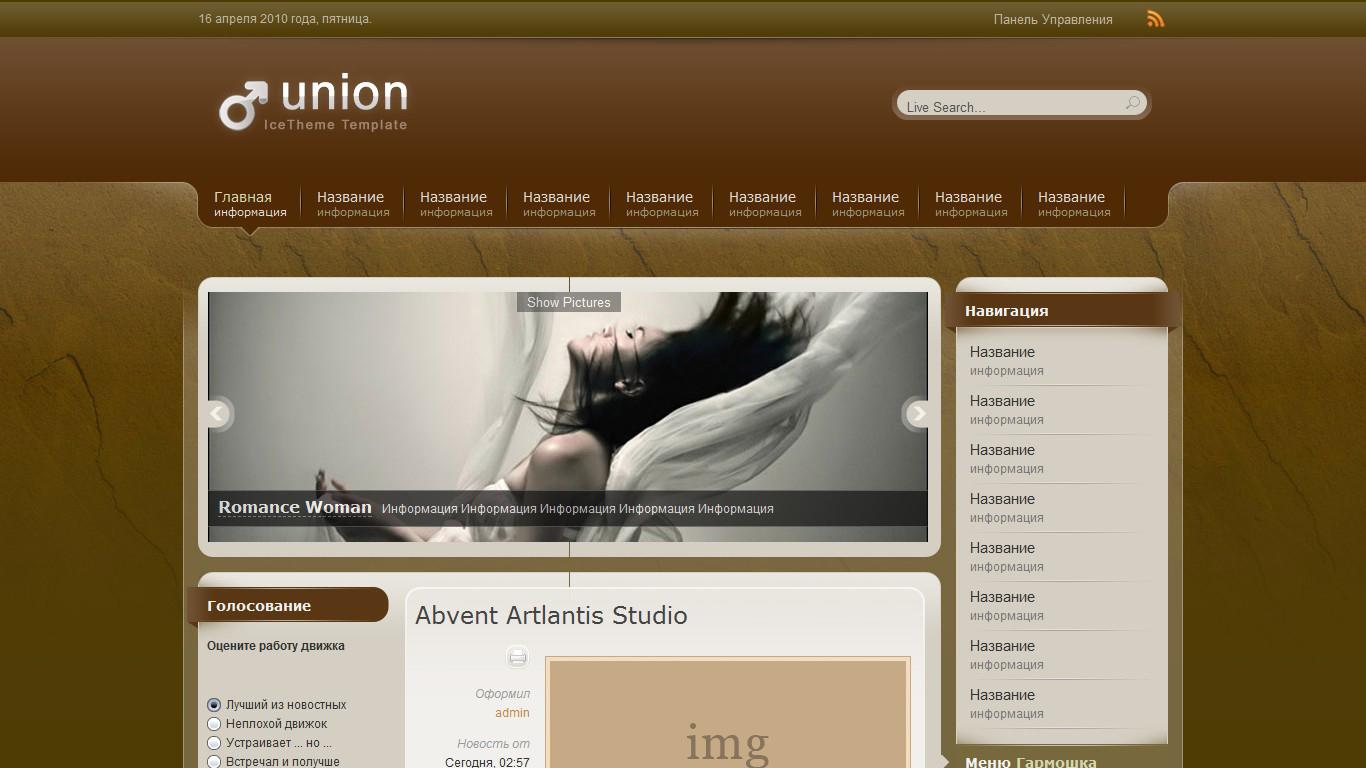 16 апреля 2010 года, пятница.
Панель Управления
union
IceTheme Template
Live Search...
Главная Название Название Название Название Название Название Название Название
информация информация информация информация информация информация информация информация информация
Show Pictures
Romance Woman Информация Информация Информация Информация Информация
Навигация
Название
информация
Название
информация
Название
информация
Название
информация
Название
информация
Название
информация
Название
информация
Название
информация
Меню Гармошка
Голосование
Оцените работу движка
Лучший из новостных
Неплохой движок
Устраивает ... но ...
Встречал и получше
Abvent Artlantis Studio
Оформил
admin
Новость от
Сегодня, 02:57
img